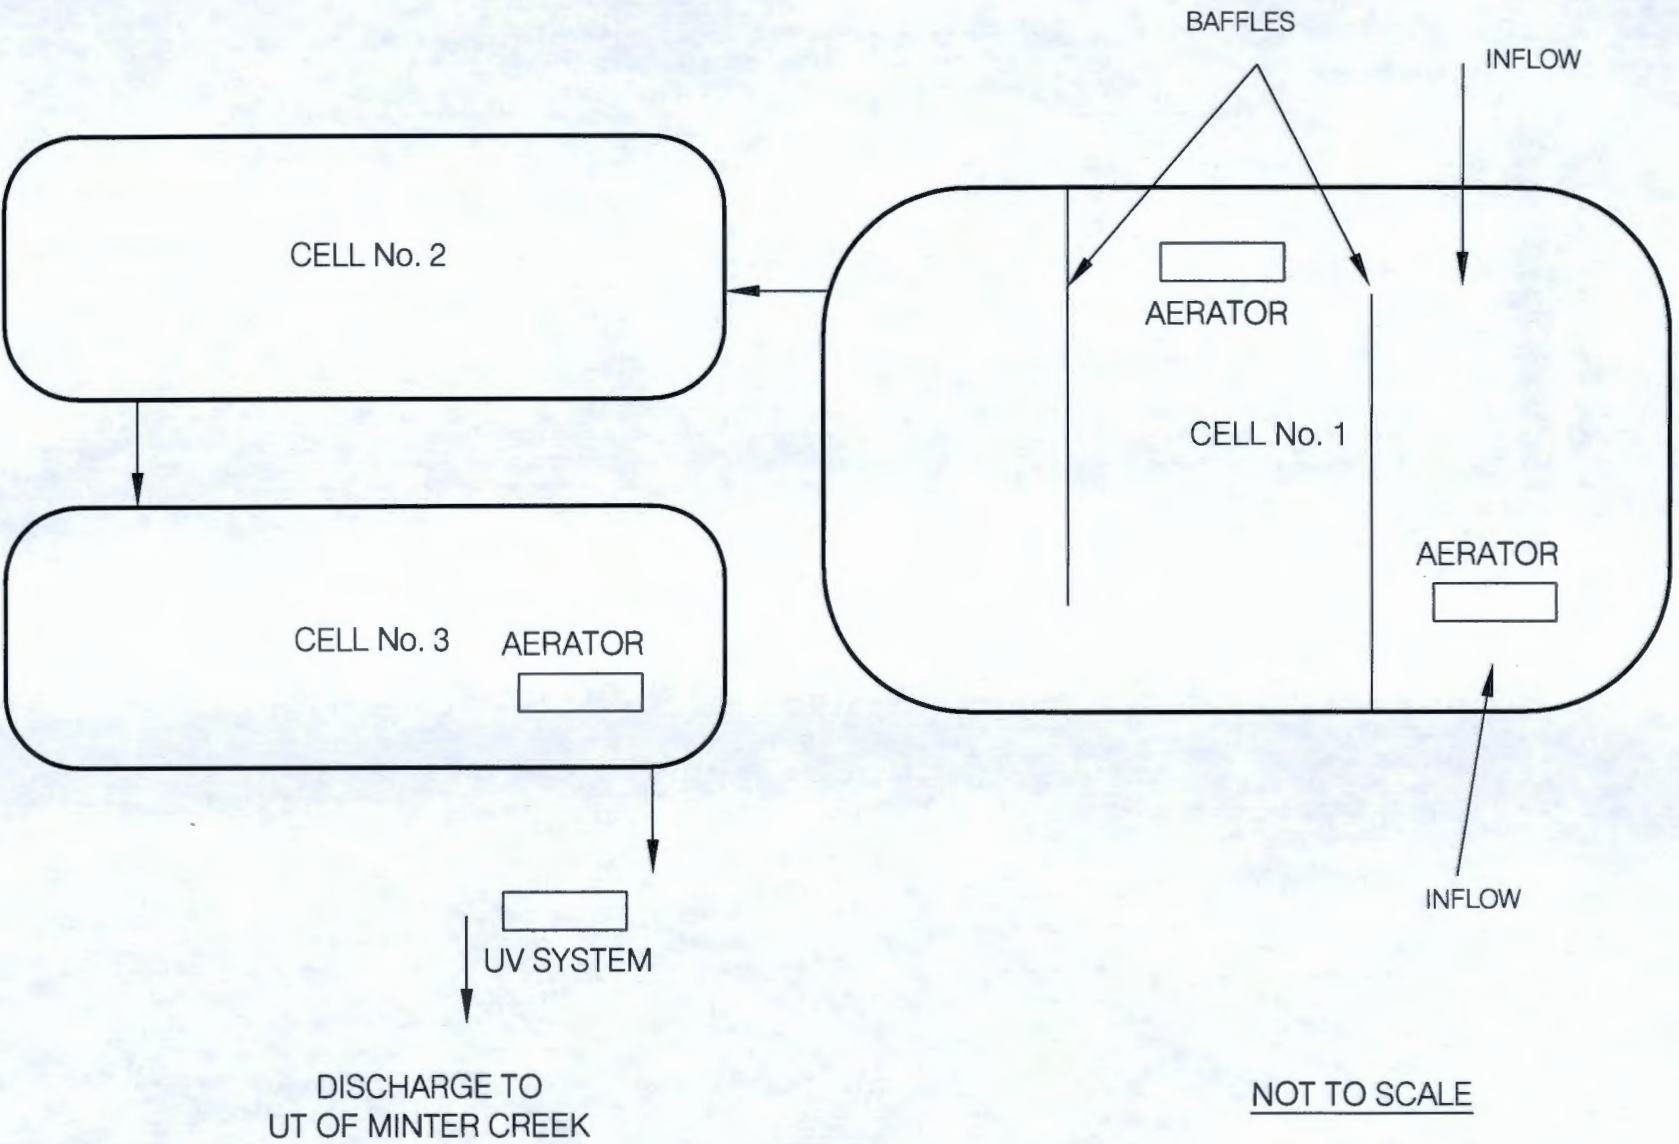 BAFFLES
INFLOW
CELL No. 2
AERATOR
CELL No. 1
AERATOR
CELL No. 3
AERATOR
INFLOW
UV SYSTEM
DISCHARGE TO
UT OF MINTER CREEK
NOT TO SCALE